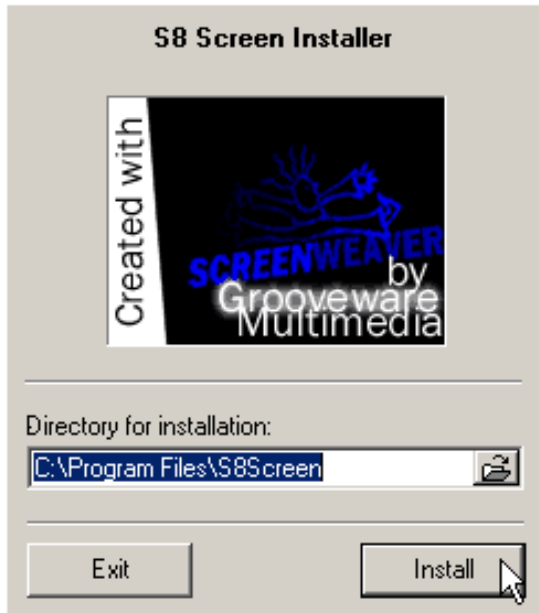 S8 Screen Installer
Created with
SCREENWEAVER
by
Grooveware
Multimedia
Directory for installation:
C:\Program Files\S8Screen
Exit
Install